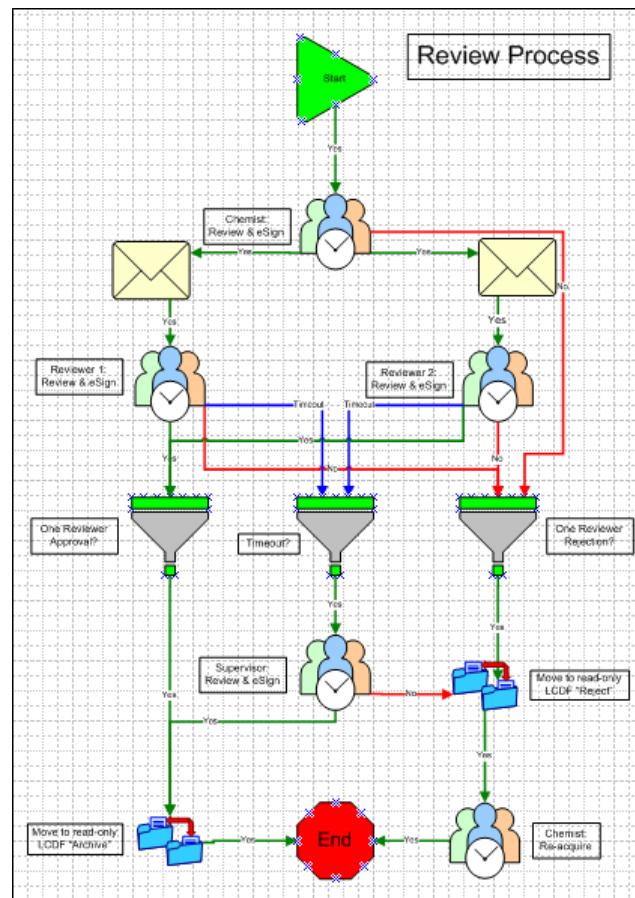 Review Process
Start
Yes
Chemist:
Review & eSign
Yes
Yes
No
Yes
Yes
Reviewer 1:
Review & eSign
Reviewer 2:
Review & eSign
Timeout
Timeout
Yes
Yes
No
No
One Reviewer
Approval?
Timeout?
One Reviewer
Rejection?
Yes
Yes
Supervisor:
Review & eSign
Move to read-only
LCDF "Reject"
Yes
No
Yes
Yes
Move to read-only
LCDF "Archive"
Yes
End
Yes
Chemist:
Re-acquire